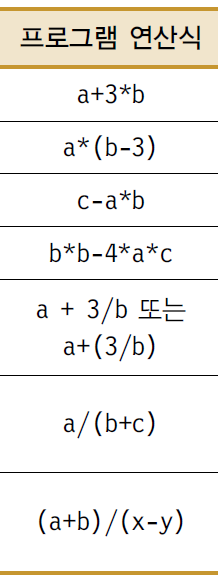 프로그램 연산식
a+3*b
a*(b-3)
c-a*b
b*b-4*a*c
a + 3/b 또는
a+(3/b)
a/(b+c)
(a+b)/(x-y)